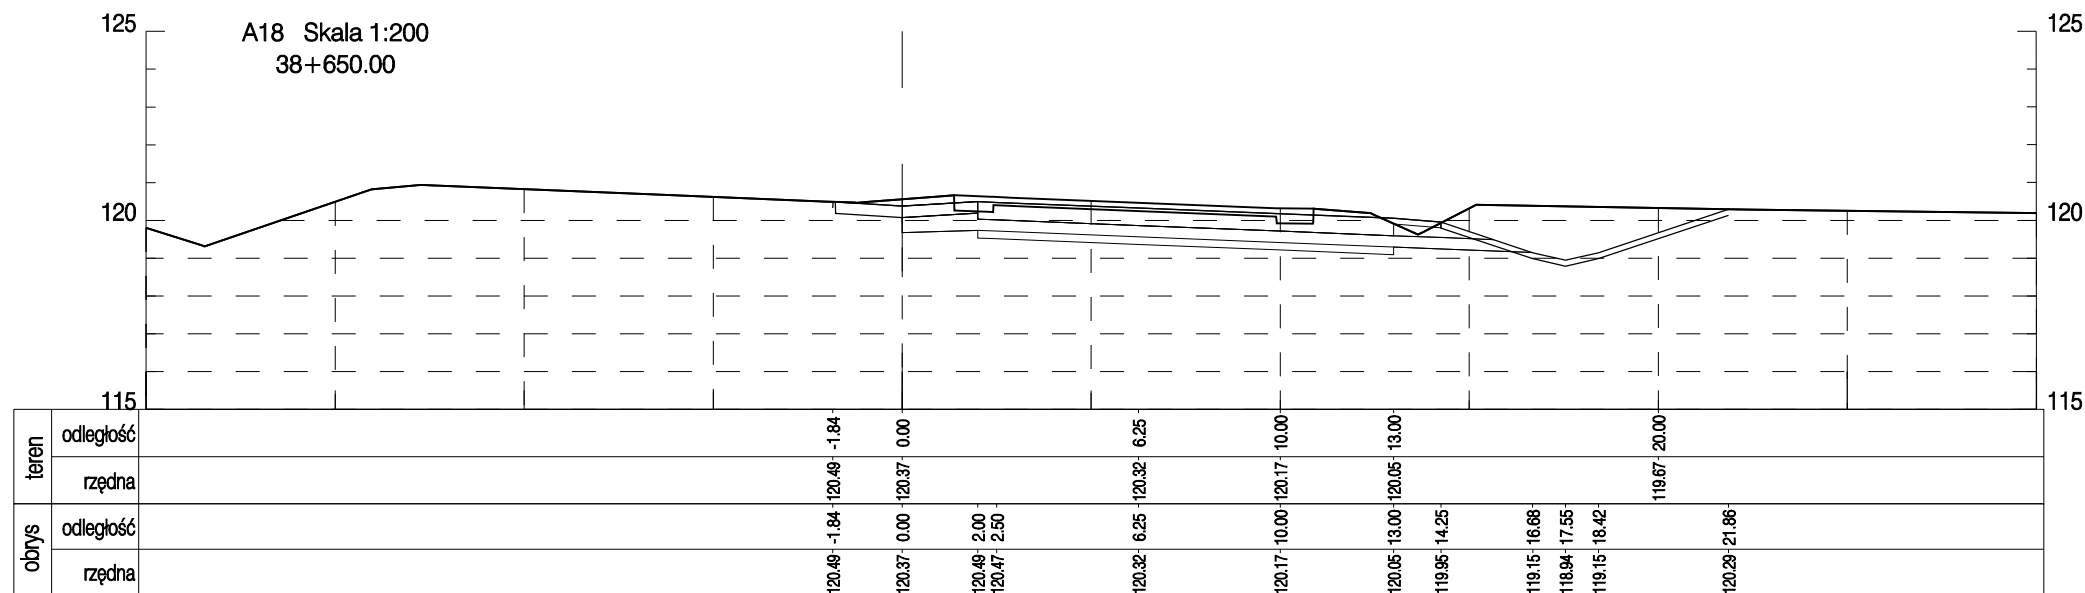 125 125
A18 Skala 1:200
38+650.00
120 120
115 115
teren
odległość -1.84 0.00 6.25 10.00 13.00 20.00
rzędna 120.49 120.37 120.32 120.17 120.05 119.67
obrys
odległość -1.84 0.00 2.00 2.50 6.25 10.00 13.00 14.25 16.68 17.55 18.42 21.86
rzędna 120.49 120.37 120.49 120.47 120.32 120.17 120.05 119.95 119.15 118.94 119.15 120.29